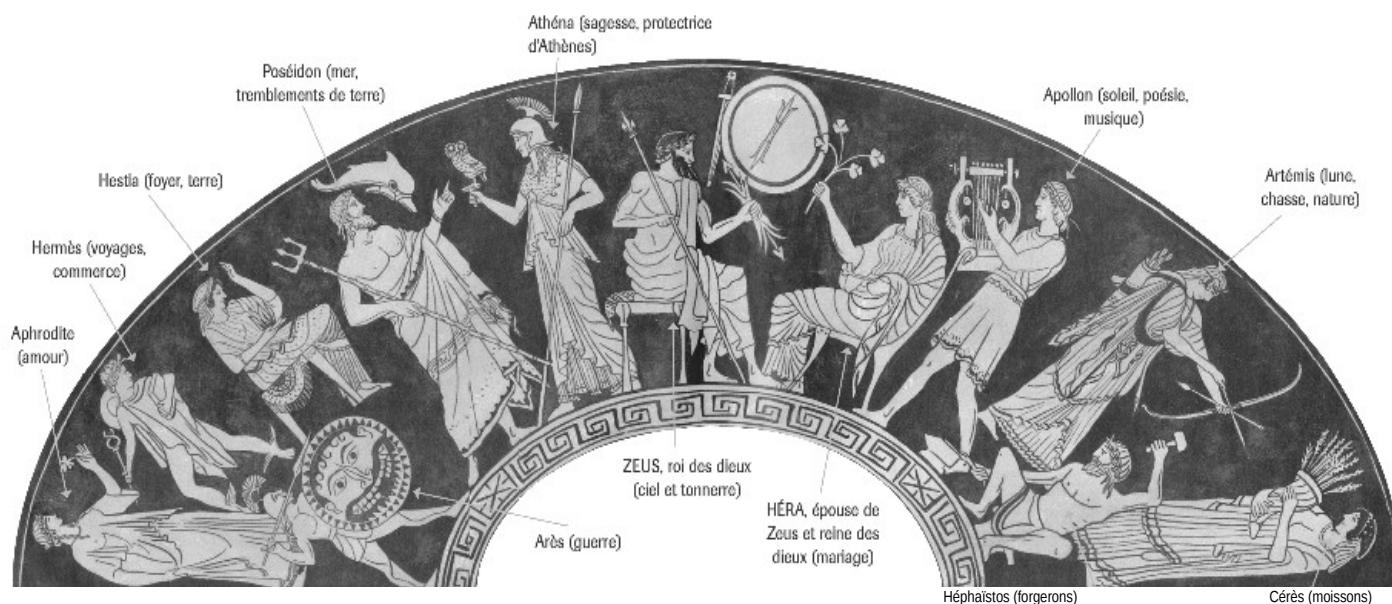 Athéna (sagesse, protectrice
d'Athènes)
Poséidon (mer,
tremblements de terre)
Apollon (soleil, poésie,
musique)
Hestia (foyer, terre)
Artémis (lune,
chasse, nature)
Hermès (voyages,
commerce)
Aphrodite
(amour)
ZEUS, roi des dieux
(ciel et tonnerre)
HÉRA, épouse de
Zeus et reine des
dieux (mariage)
Arès (guerre)
Héphaïstos (forgerons)
Cérès (moissons)